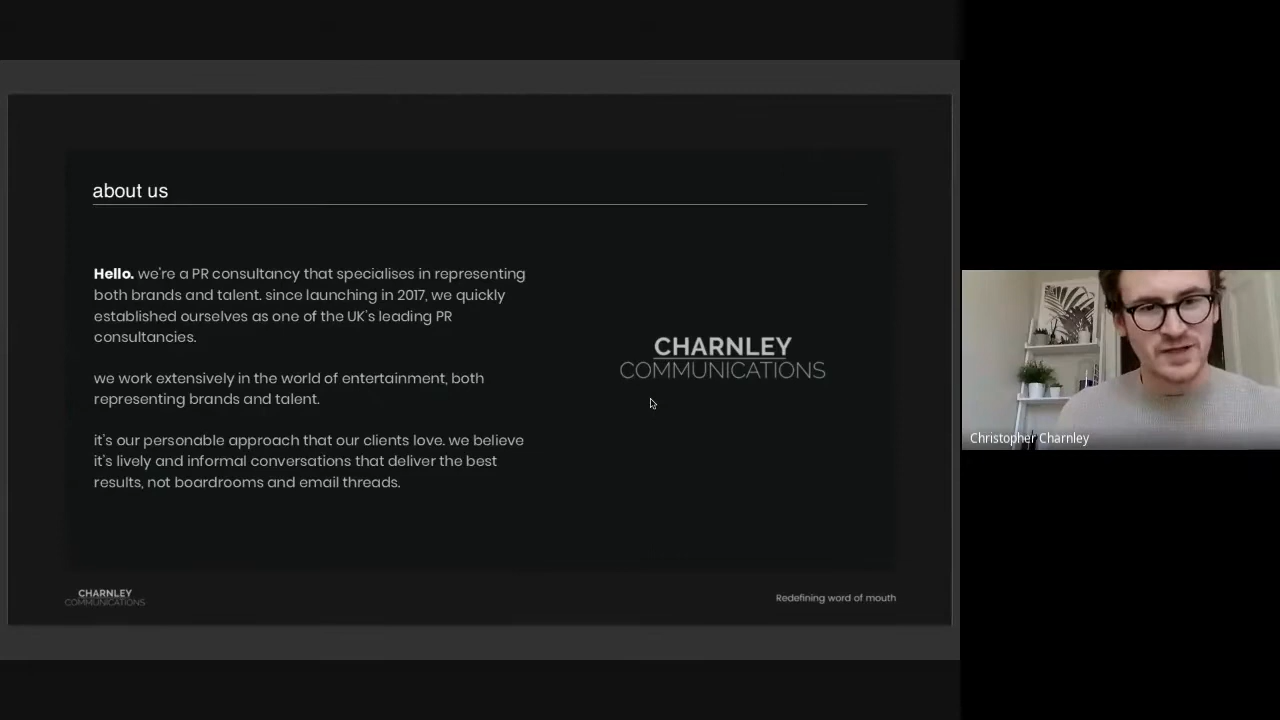 about us
Hello. we're a PR consultancy that specialises in representing
both brands and talent. since launching in 2017, we quickly
established ourselves as one of the UK's leading PR
consultancies.
we work extensively in the world of entertainment, both
representing brands and talent.
it's our personable approach that our clients love. we believe
it's lively and informal conversations that deliver the best
results, not boardrooms and email threads.
CHARNLEY
COMMUNICATIONS
Christopher Charnley
CHARNLEY
COMMUNICATIONS
Redefining word of mouth